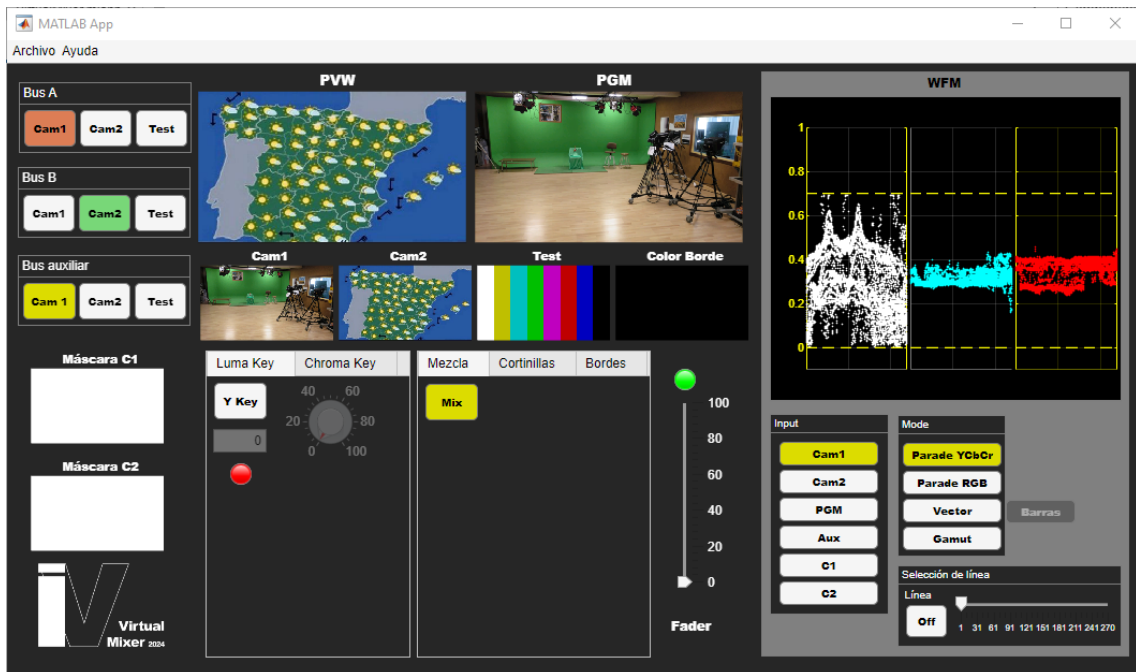 MATLAB App
Archivo Ayuda
Bus A
Cam1 Cam2 Test
Bus B
Cam1 Cam2 Test
Bus auxiliar
Cam 1 Cam2 Test
PVW PGM
Cam1 Cam2 Test Color Borde
Máscara C1
Máscara C2
Virtual
Mixer 2024
Luma Key Chroma Key
Y Key
0
0 20 40 60 80 100
Mezcla Cortinillas Bordes
Mix
100
80
60
40
20
0
Fader
WFM
1
0.8
0.6
0.4
0.2
0
Input
Cam1
Cam2
PGM
Aux
C1
C2
Mode
Parade YCbCr
Parade RGB
Vector
Gamut
Barras
Selección de línea
Línea
Off
1 31 61 91 121 151 181 211 241 270